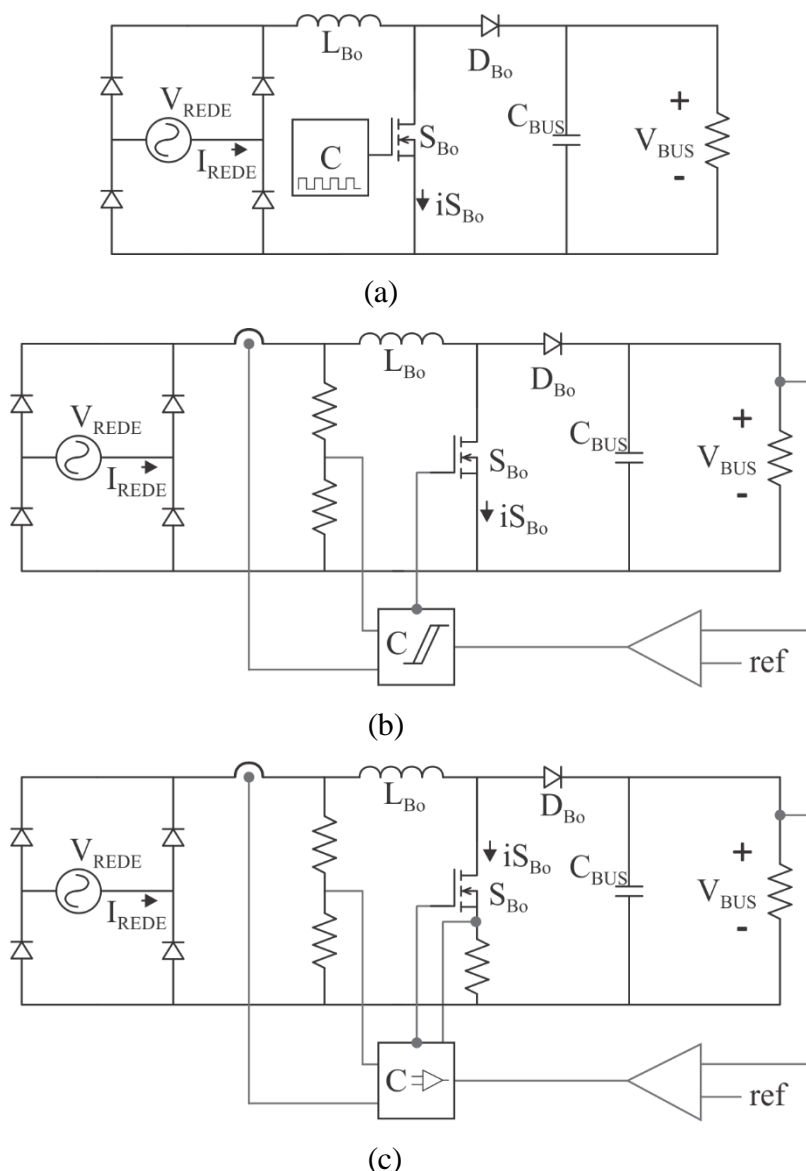 L_Bo
D_Bo
V_REDE
I_REDE
C
S_Bo
iS_Bo
C_BUS
+
V_BUS
-
(a)
L_Bo
D_Bo
V_REDE
I_REDE
S_Bo
iS_Bo
C_BUS
+
V_BUS
-
C
ref
(b)
L_Bo
D_Bo
V_REDE
I_REDE
iS_Bo
S_Bo
C_BUS
+
V_BUS
-
C
ref
(c)